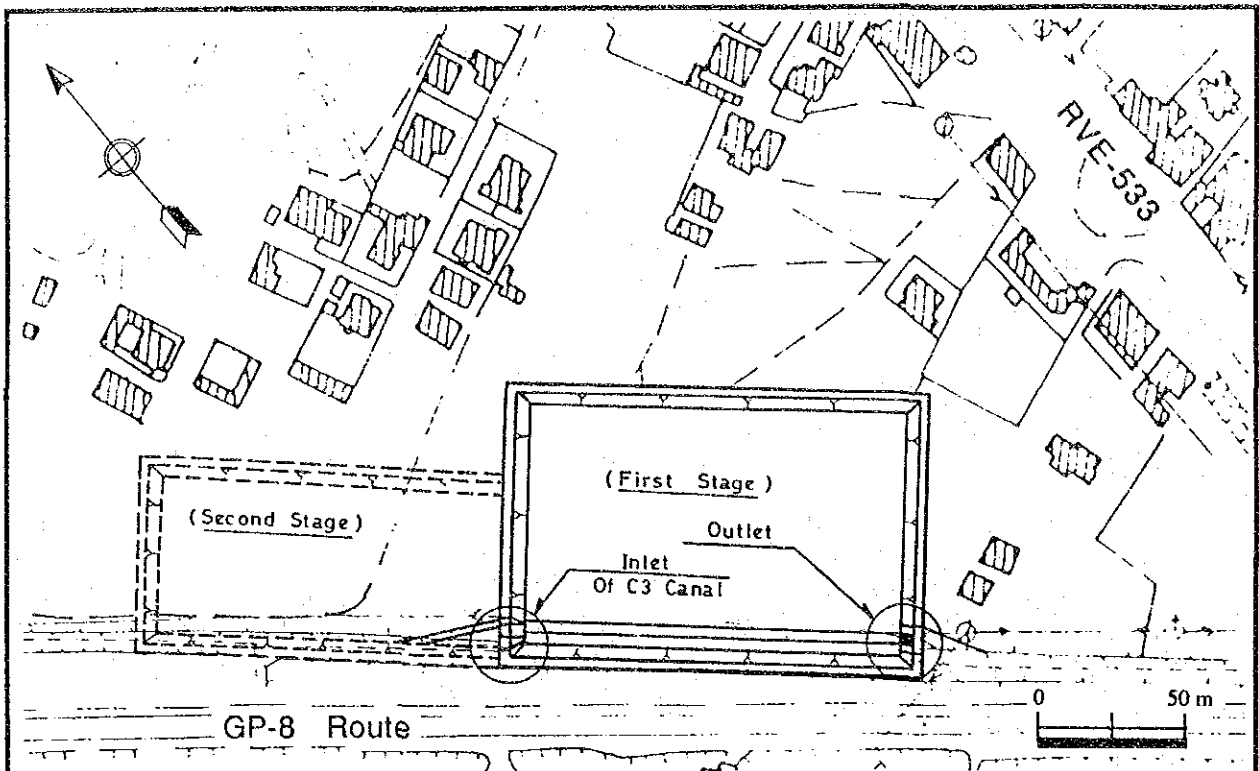 RVE-533
(First Stage)
(Second Stage)
Outlet
Inlet
Of C3 Canal
0 50 m
GP-8 Route